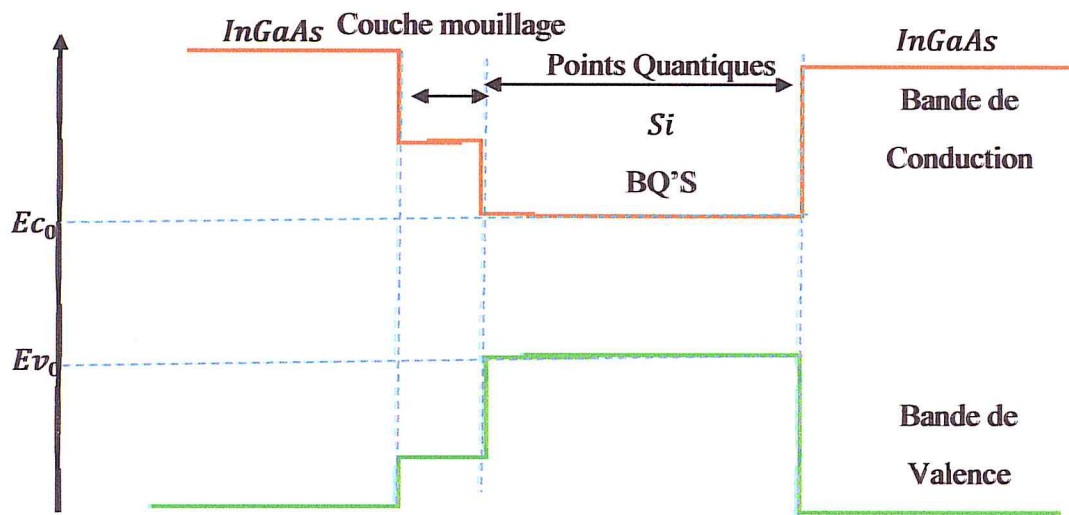 InGaAs Couche mouillage
InGaAs
Points Quantiques
Bande de
Conduction
Si
BQ'S
Ec₀
Ev₀
Bande de
Valence